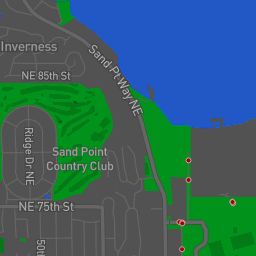 Inverness
Sand Pt Way NE
NE 85th St
Ridge Dr NE
Sand Point
Country Club
NE 75th St
50th